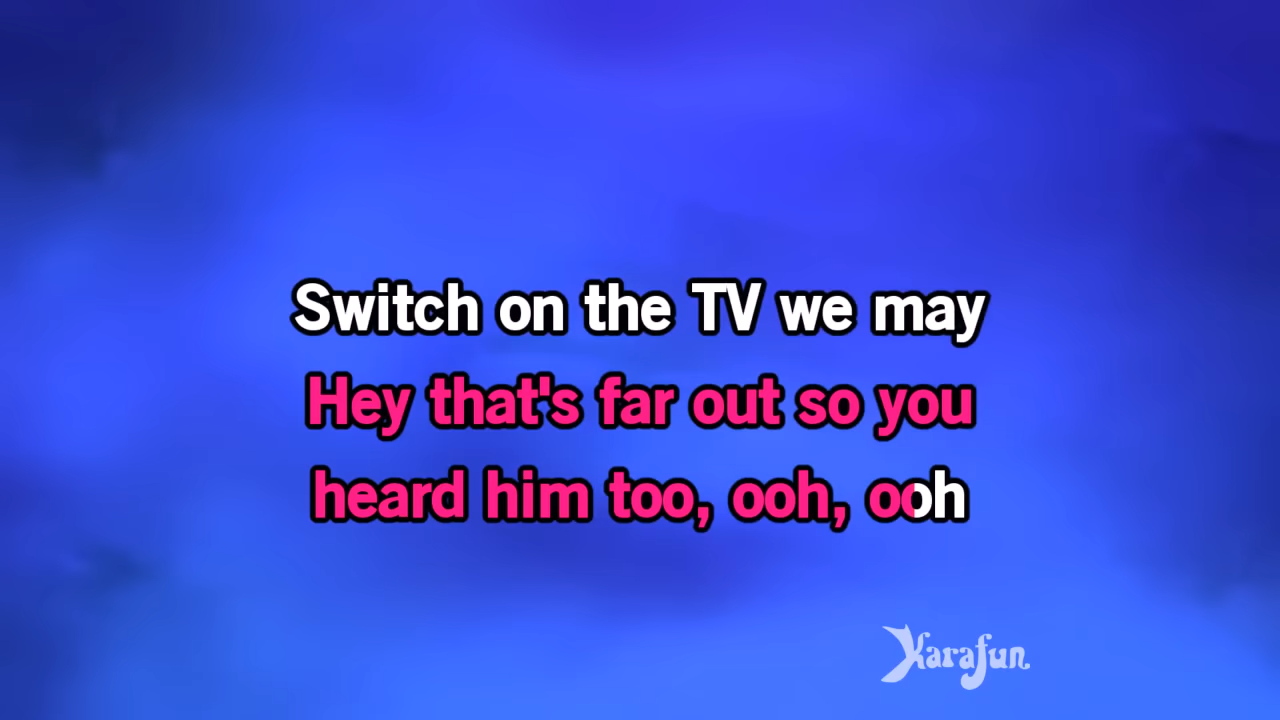 Switch on the TV we may
Hey that's far out so you
heard him too, ooh, ooh
Karafun